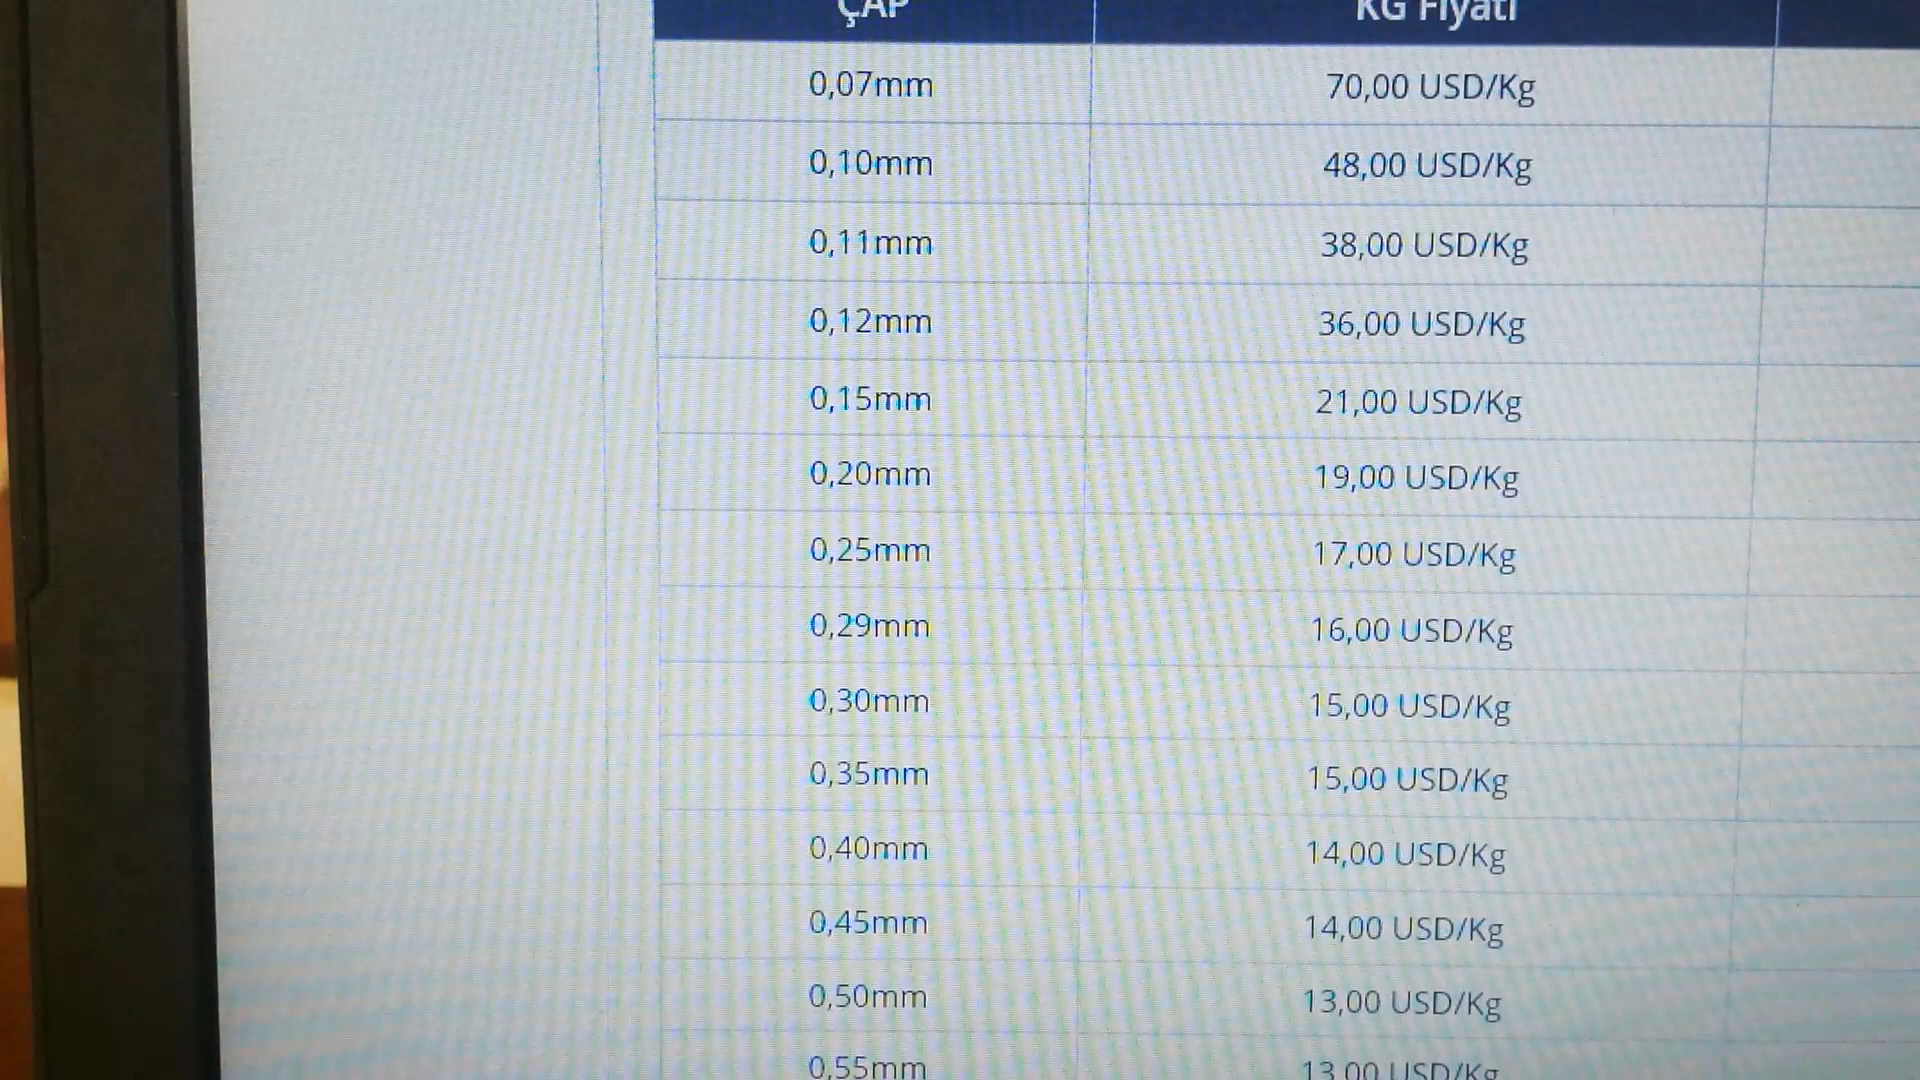 ÇAP KG Fiyatı
0,07mm 70,00 USD/Kg
0,10mm 48,00 USD/Kg
0,11mm 38,00 USD/Kg
0,12mm 36,00 USD/Kg
0,15mm 21,00 USD/Kg
0,20mm 19,00 USD/Kg
0,25mm 17,00 USD/Kg
0,29mm 16,00 USD/Kg
0,30mm 15,00 USD/Kg
0,35mm 15,00 USD/Kg
0,40mm 14,00 USD/Kg
0,45mm 14,00 USD/Kg
0,50mm 13,00 USD/Kg
0,55mm 13,00 USD/Kg